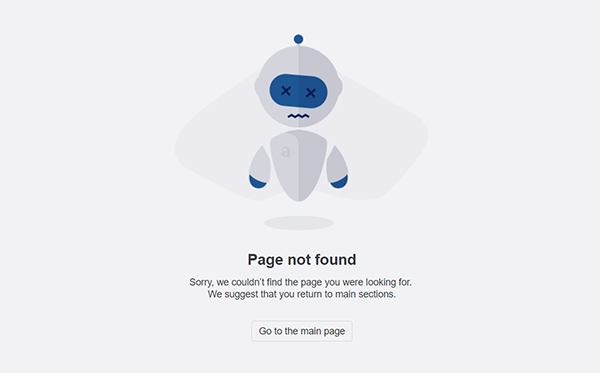 a
Page not found
Sorry, we couldn't find the page you were looking for.
We suggest that you return to main sections.
Go to the main page